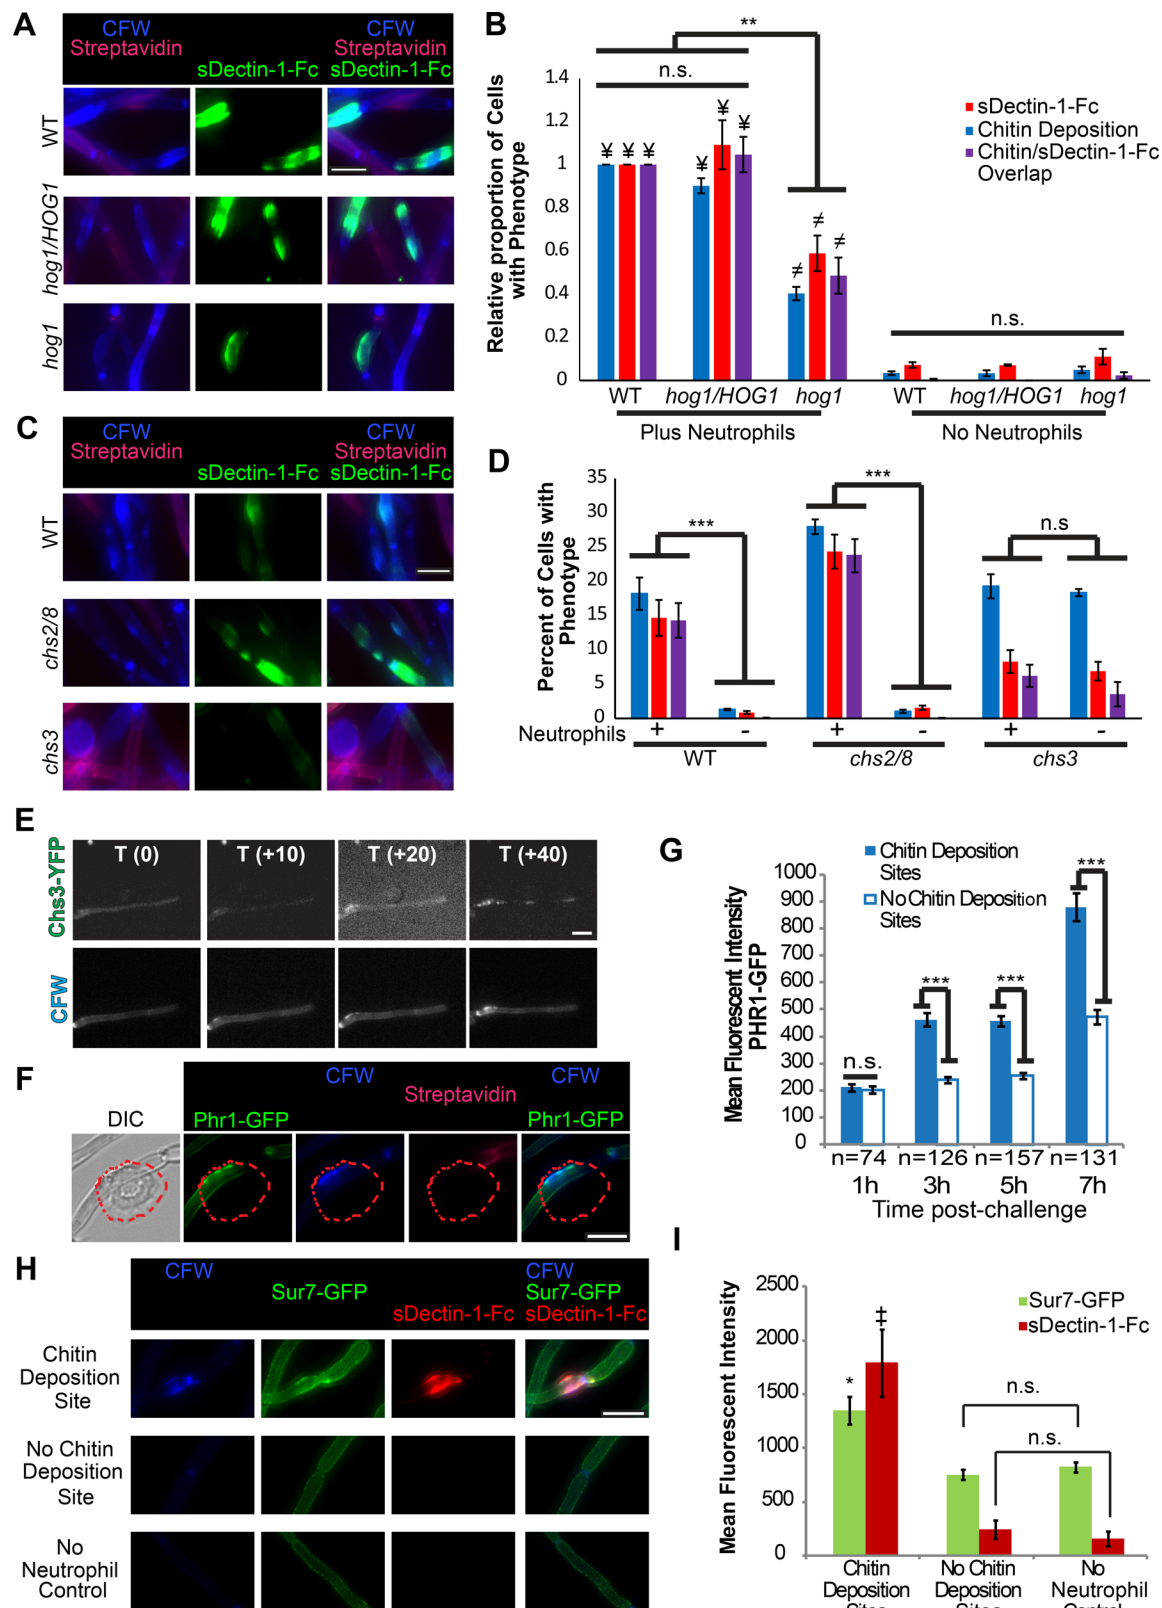 A
CFW
Streptavidin
sDectin-1-Fc
CFW
Streptavidin
sDectin-1-Fc
WT
hog1/HOG1
hog1
B
**
n.s.
Relative proportion of Cells
with Phenotype
1.4
1.2
1
0.8
0.6
0.4
0.2
0
¥ ¥ ¥
¥ ¥ ¥
≠ ≠ ≠
n.s.
sDectin-1-Fc
Chitin Deposition
Chitin/sDectin-1-Fc
Overlap
WT hog1/HOG1 hog1 WT hog1/HOG1 hog1
Plus Neutrophils No Neutrophils
C
CFW
Streptavidin
sDectin-1-Fc
CFW
Streptavidin
sDectin-1-Fc
WT
chs2/8
chs3
D
Percent of Cells with
Phenotype
35
30
25
20
15
10
5
0
***
***
n.s
Neutrophils + - + - + -
WT chs2/8 chs3
E
Chs3-YFP
T (0) T (+10) T (+20) T (+40)
CFW
F
DIC
Phr1-GFP
CFW
Streptavidin
CFW
Phr1-GFP
G
Chitin Deposition
Sites
No Chitin Deposition
Sites
Mean Fluorescent Intensity
PHR1-GFP
1000
900
800
700
600
500
400
300
200
100
0
n.s.
***
***
***
n=74 n=126 n=157 n=131
1h 3h 5h 7h
Time post-challenge
H
CFW
Sur7-GFP
sDectin-1-Fc
CFW
Sur7-GFP
sDectin-1-Fc
Chitin
Deposition
Site
No Chitin
Deposition
Site
No
Neutrophil
Control
I
Mean Fluorescent Intensity
2500
2000
1500
1000
500
0
Sur7-GFP
sDectin-1-Fc
*
‡
n.s.
n.s.
Chitin
Deposition
Sites
No Chitin
Deposition
Sites
No
Neutrophil
Control